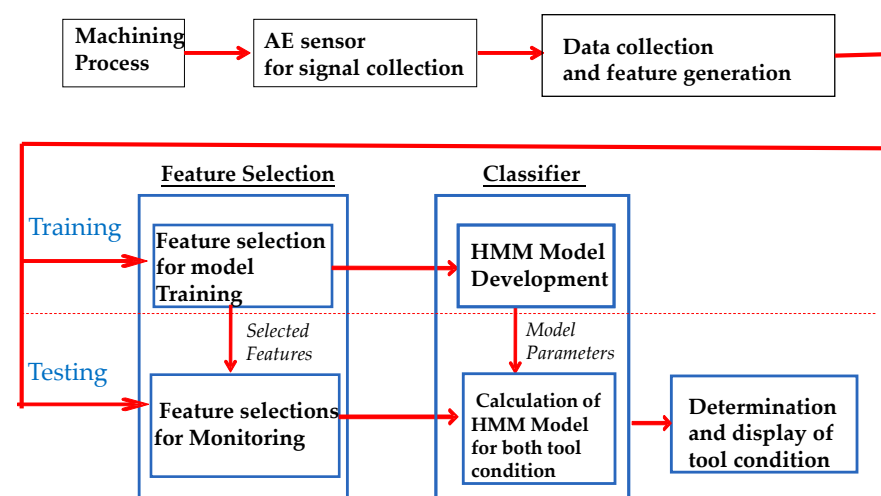 Machining
Process
AE sensor
for signal collection
Data collection
and feature generation
Feature Selection
Classifier
Training
Feature selection
for model
Training
HMM Model
Development
Selected
Features
Model
Parameters
Testing
Feature selections
for Monitoring
Calculation of
HMM Model
for both tool
condition
Determination
and display of
tool condition